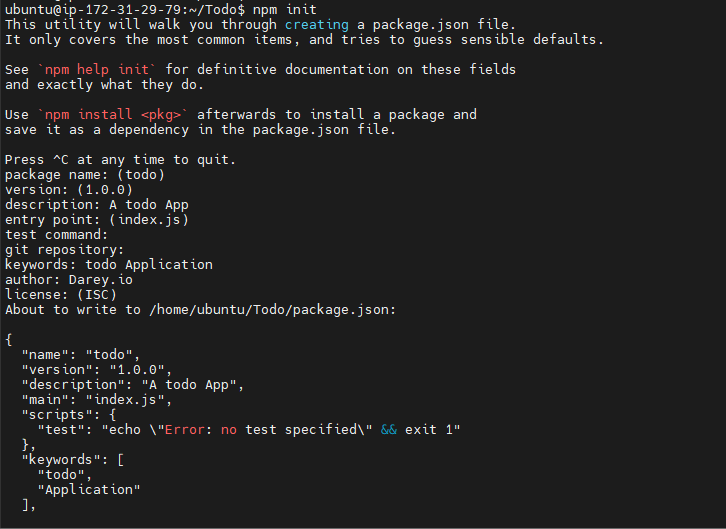 ubuntu@ip-172-31-29-79:~/Todo$ npm init
This utility will walk you through creating a package.json file.
It only covers the most common items, and tries to guess sensible defaults.

See `npm help init` for definitive documentation on these fields
and exactly what they do.

Use `npm install <pkg>` afterwards to install a package and
save it as a dependency in the package.json file.

Press ^C at any time to quit.
package name: (todo)
version: (1.0.0)
description: A todo App
entry point: (index.js)
test command:
git repository:
keywords: todo Application
author: Darey.io
license: (ISC)
About to write to /home/ubuntu/Todo/package.json:

{
  "name": "todo",
  "version": "1.0.0",
  "description": "A todo App",
  "main": "index.js",
  "scripts": {
    "test": "echo \"Error: no test specified\" && exit 1"
  },
  "keywords": [
    "todo",
    "Application"
  ],